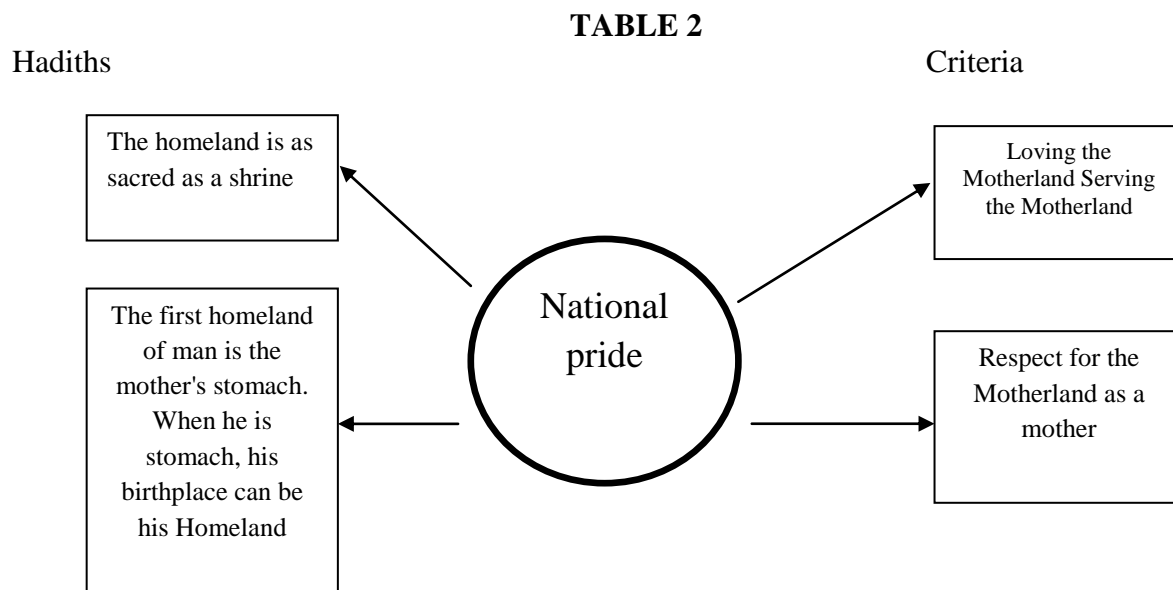 TABLE 2
Hadiths
Criteria
The homeland is as
sacred as a shrine
The first homeland
of man is the
mother's stomach.
When he is
stomach, his
birthplace can be
his Homeland
National
pride
Loving the
Motherland Serving
the Motherland
Respect for the
Motherland as a
mother